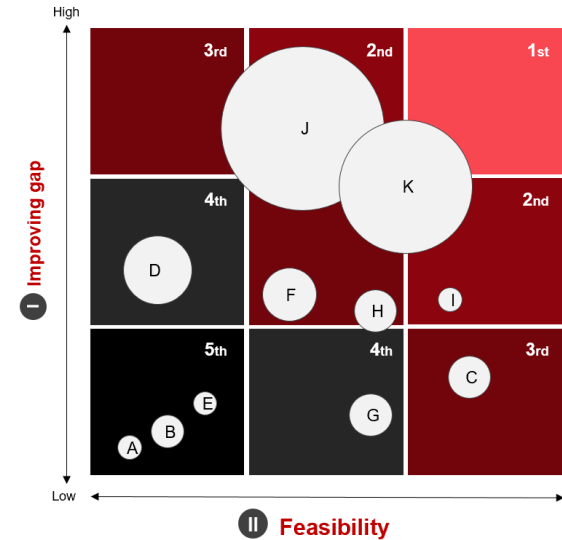 High
3rd
2nd
1st
J
K
4th
2nd
I Improving gap
D
F
H
I
5th
4th
3rd
C
E
G
B
A
Low
II Feasibility